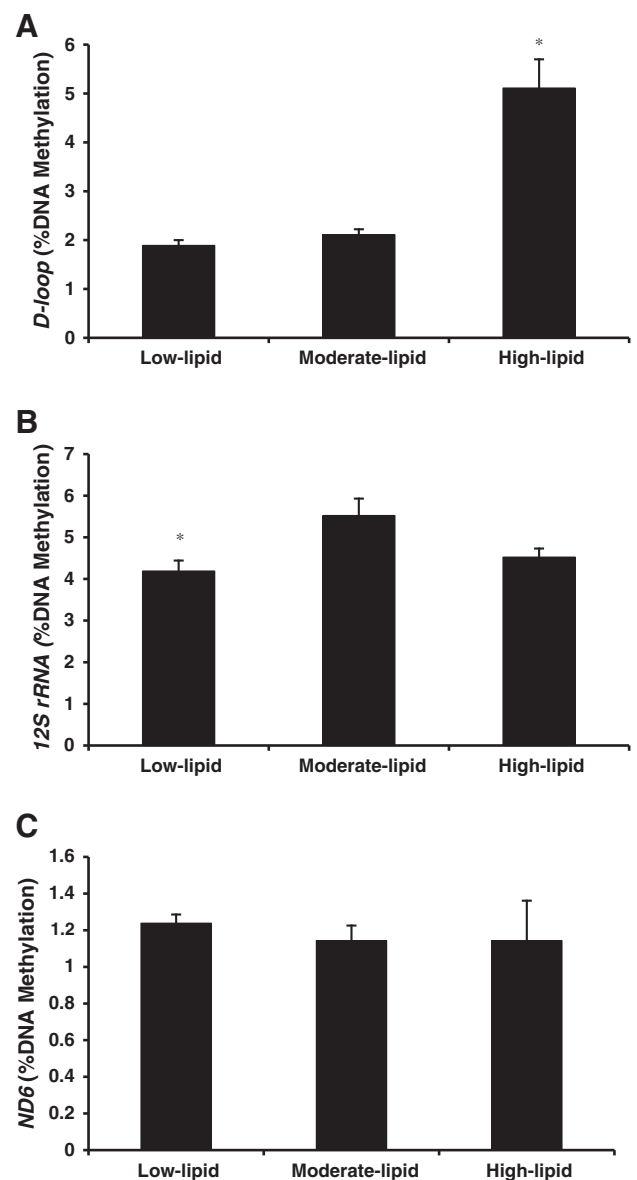 A
D-loop (%DNA Methylation)
6
5
4
3
2
1
0
*
Low-lipid Moderate-lipid High-lipid
B
12S rRNA (%DNA Methylation)
7
6
5
4
3
2
1
0
*
Low-lipid Moderate-lipid High-lipid
C
ND6 (%DNA Methylation)
1.6
1.4
1.2
1
0.8
0.6
0.4
0.2
0
Low-lipid Moderate-lipid High-lipid